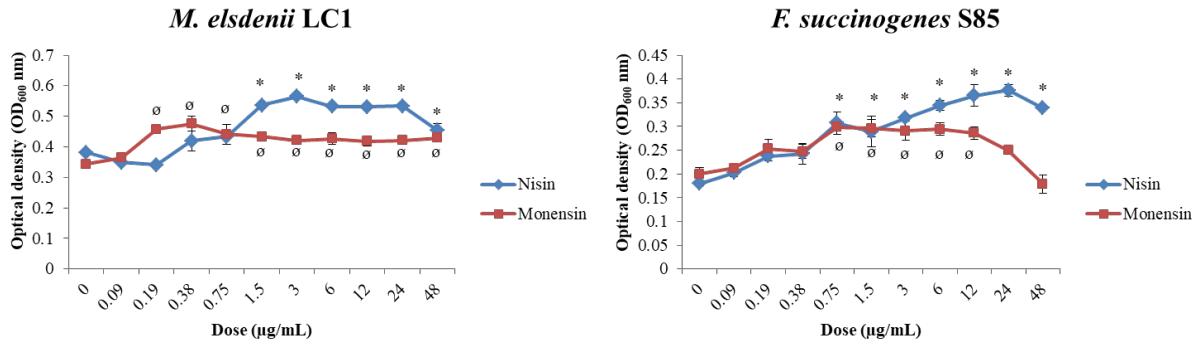 M. elsdenii LC1
Optical density (OD600 nm)
0.7
0.6
0.5
0.4
0.3
0.2
0.1
0
ø ø ø * * * * * *
ø ø ø ø ø ø
0 0.09 0.19 0.38 0.75 1.5 3 6 12 24 48
Dose (µg/mL)
Nisin
Monensin
F. succinogenes S85
Optical density (OD600 nm)
0.45
0.4
0.35
0.3
0.25
0.2
0.15
0.1
0.05
0
* * * * * * *
ø ø ø ø ø
0 0.09 0.19 0.38 0.75 1.5 3 6 12 24 48
Dose (µg/mL)
Nisin
Monensin